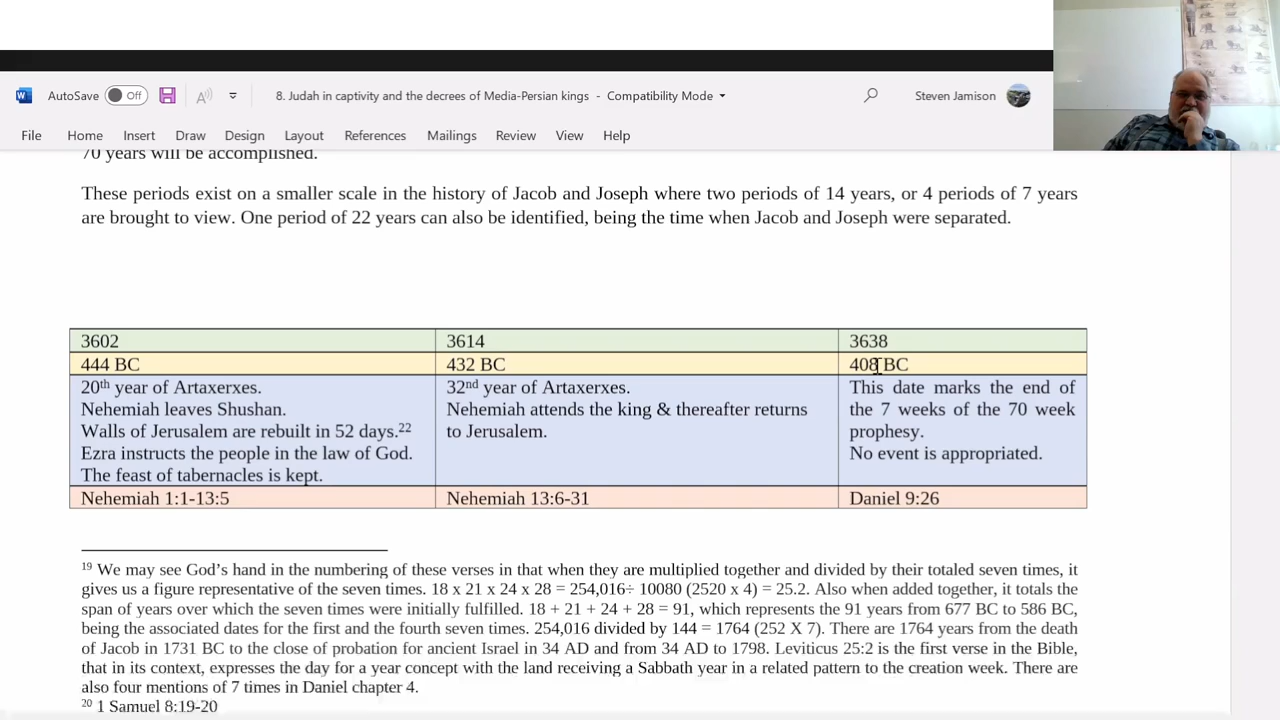 AutoSave Off 8. Judah in captivity and the decrees of Media-Persian kings - Compatibility Mode Steven Jamison
File Home Insert Draw Design Layout References Mailings Review View Help
70 years will be accomplished.
These periods exist on a smaller scale in the history of Jacob and Joseph where two periods of 14 years, or 4 periods of 7 years
are brought to view. One period of 22 years can also be identified, being the time when Jacob and Joseph were separated.
3602 3614 3638
444 BC 432 BC 408 BC
20th year of Artaxerxes.
Nehemiah leaves Shushan.
Walls of Jerusalem are rebuilt in 52 days.22
Ezra instructs the people in the law of God.
The feast of tabernacles is kept.
32nd year of Artaxerxes.
Nehemiah attends the king & thereafter returns
to Jerusalem.
This date marks the end of
the 7 weeks of the 70 week
prophesy.
No event is appropriated.
Nehemiah 1:1-13:5 Nehemiah 13:6-31 Daniel 9:26
19 We may see God's hand in the numbering of these verses in that when they are multiplied together and divided by their totaled seven times, it
gives us a figure representative of the seven times. 18 x 21 x 24 x 28 = 254,016÷ 10080 (2520 x 4) = 25.2. Also when added together, it totals the
span of years over which the seven times were initially fulfilled. 18 + 21 + 24 + 28 = 91, which represents the 91 years from 677 BC to 586 BC,
being the associated dates for the first and the fourth seven times. 254,016 divided by 144 = 1764 (252 X 7). There are 1764 years from the death
of Jacob in 1731 BC to the close of probation for ancient Israel in 34 AD and from 34 AD to 1798. Leviticus 25:2 is the first verse in the Bible,
that in its context, expresses the day for a year concept with the land receiving a Sabbath year in a related pattern to the creation week. There are
also four mentions of 7 times in Daniel chapter 4.
20 1 Samuel 8:19-20